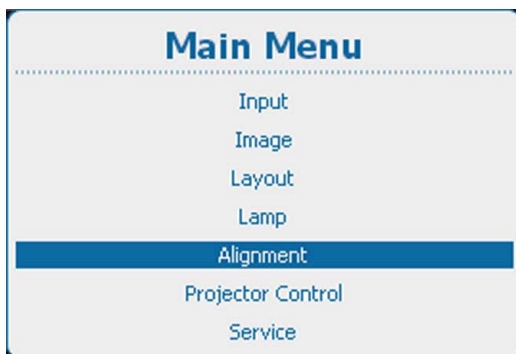 Main Menu
Input
Image
Layout
Lamp
Alignment
Projector Control
Service